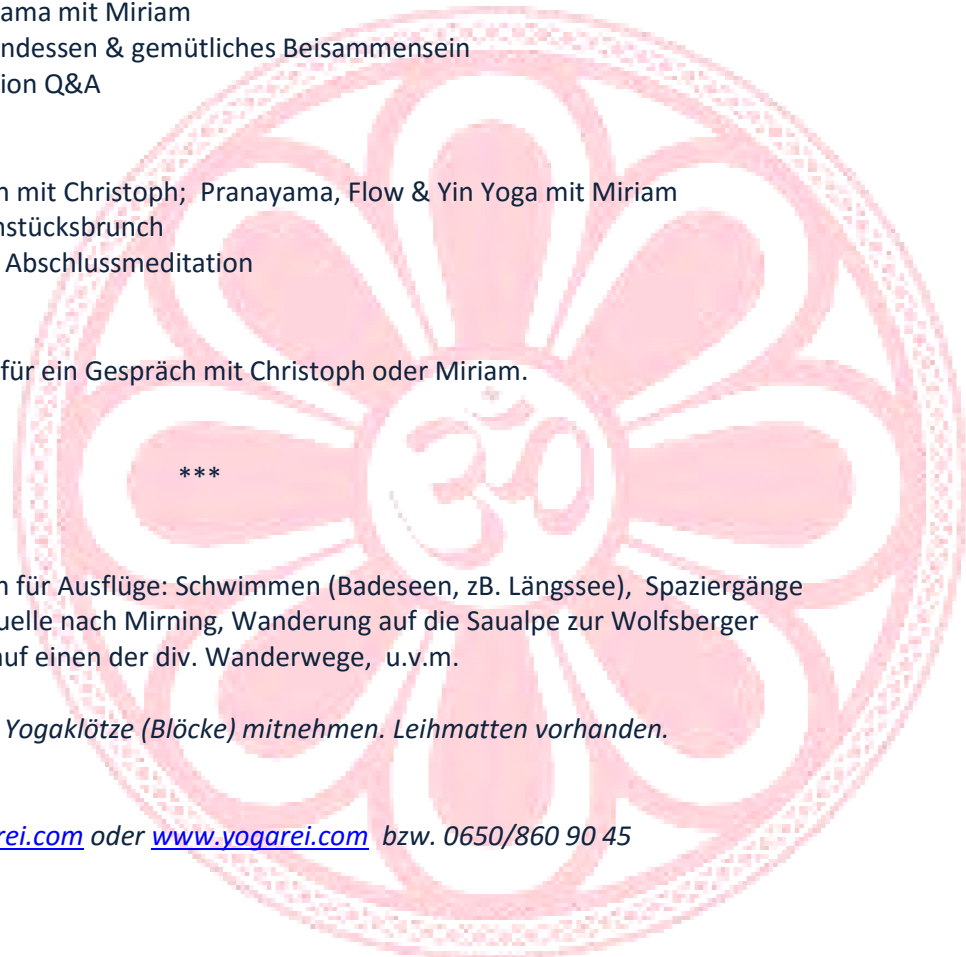 ama mit Miriam
ndessen & gemütliches Beisammensein
ion Q&A
n mit Christoph; Pranayama, Flow & Yin Yoga mit Miriam
hstücksbrunch
Abschlussmeditation
für ein Gespräch mit Christoph oder Miriam.
ॐ
***
n für Ausflüge: Schwimmen (Badeseen, zB. Längssee), Spaziergänge
uelle nach Mirning, Wanderung auf die Saualpe zur Wolfsberger
auf einen der div. Wanderwege, u.v.m.
Yogaklötze (Blöcke) mitnehmen. Leihmatten vorhanden.
rei.com oder www.yogarei.com bzw. 0650/860 90 45